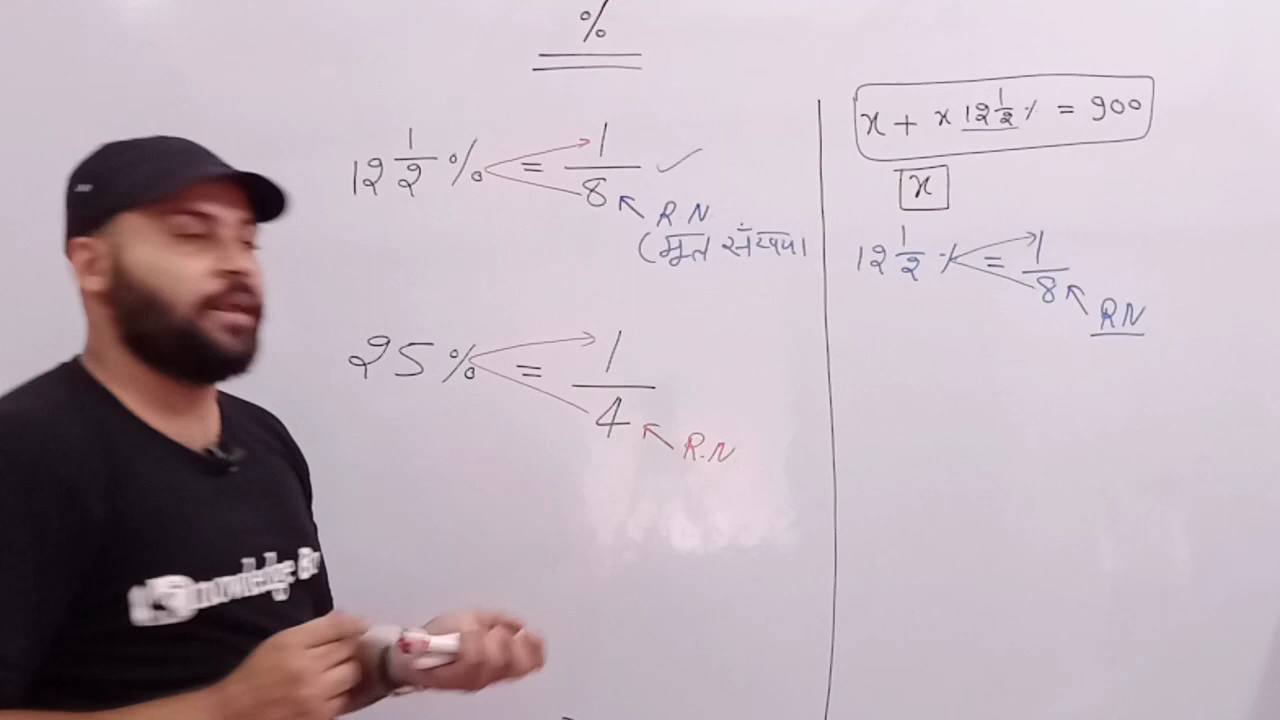 %
12 1/2 % = 1/8 ✓
R.N
(मूल संख्या
25% = 1/4
R.N
x + x 12 1/2 % = 900
x
12 1/2 % = 1/8
RN